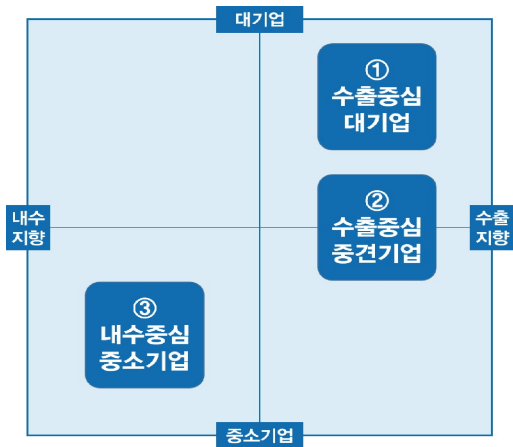 대기업
①
수출중심
대기업
②
수출중심
중견기업
내수
지향
수출
지향
③
내수중심
중소기업
중소기업